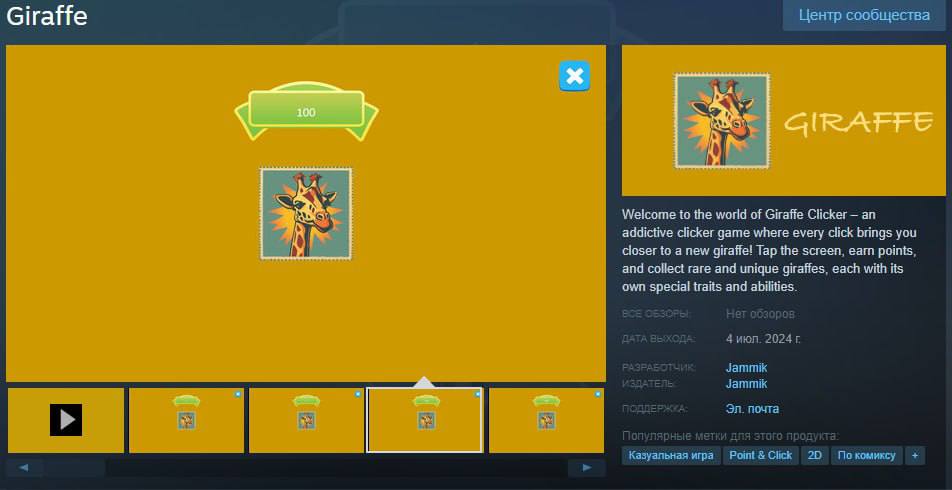 Giraffe
Центр сообщества
100
GIRAFFE
Welcome to the world of Giraffe Clicker – an
addictive clicker game where every click brings you
closer to a new giraffe! Tap the screen, earn points,
and collect rare and unique giraffes, each with its
own special traits and abilities.
ВСЕ ОБЗОРЫ: Нет обзоров
ДАТА ВЫХОДА: 4 июл. 2024 г.
РАЗРАБОТЧИК: Jammik
ИЗДАТЕЛЬ: Jammik
ПОДДЕРЖКА: Эл. почта
Популярные метки для этого продукта:
Казуальная игра Point & Click 2D По комиксу +